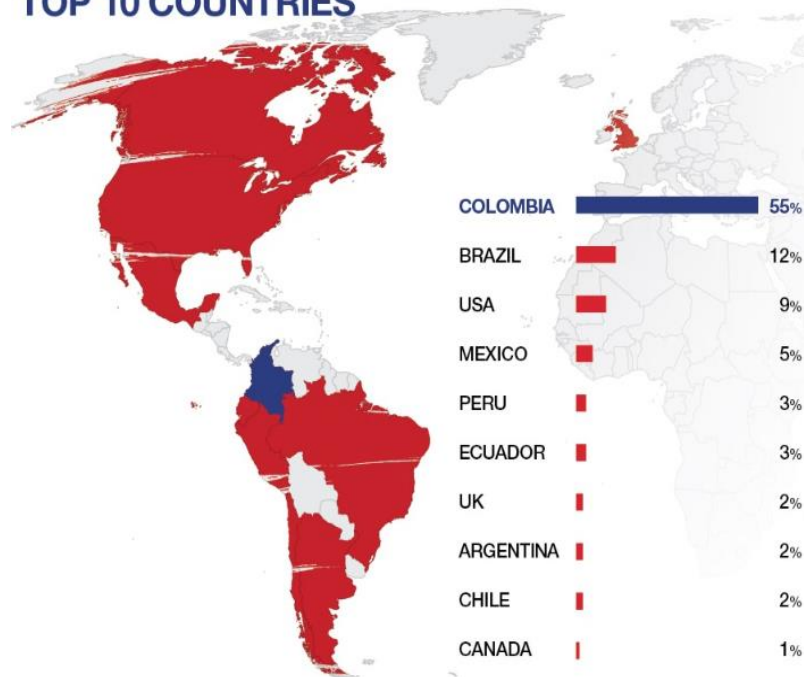 TOP 10 COUNTRIES
COLOMBIA 55%
BRAZIL 12%
USA 9%
MEXICO 5%
PERU 3%
ECUADOR 3%
UK 2%
ARGENTINA 2%
CHILE 2%
CANADA 1%